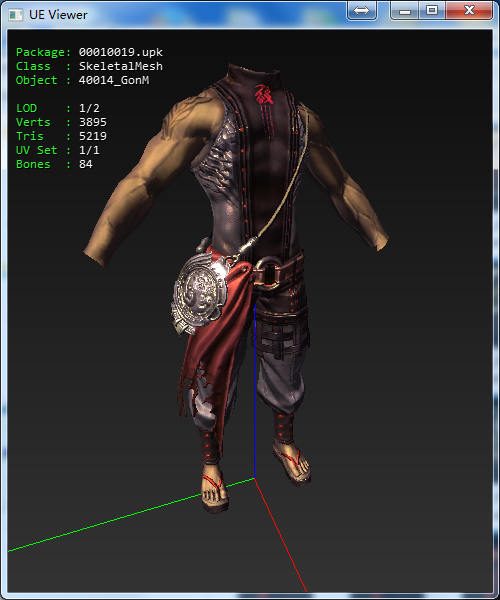 UE Viewer
Package: 00010019.upk
Class : SkeletalMesh
Object : 40014_GonM
LOD : 1/2
Verts : 3895
Tris : 5219
UV Set : 1/1
Bones : 84